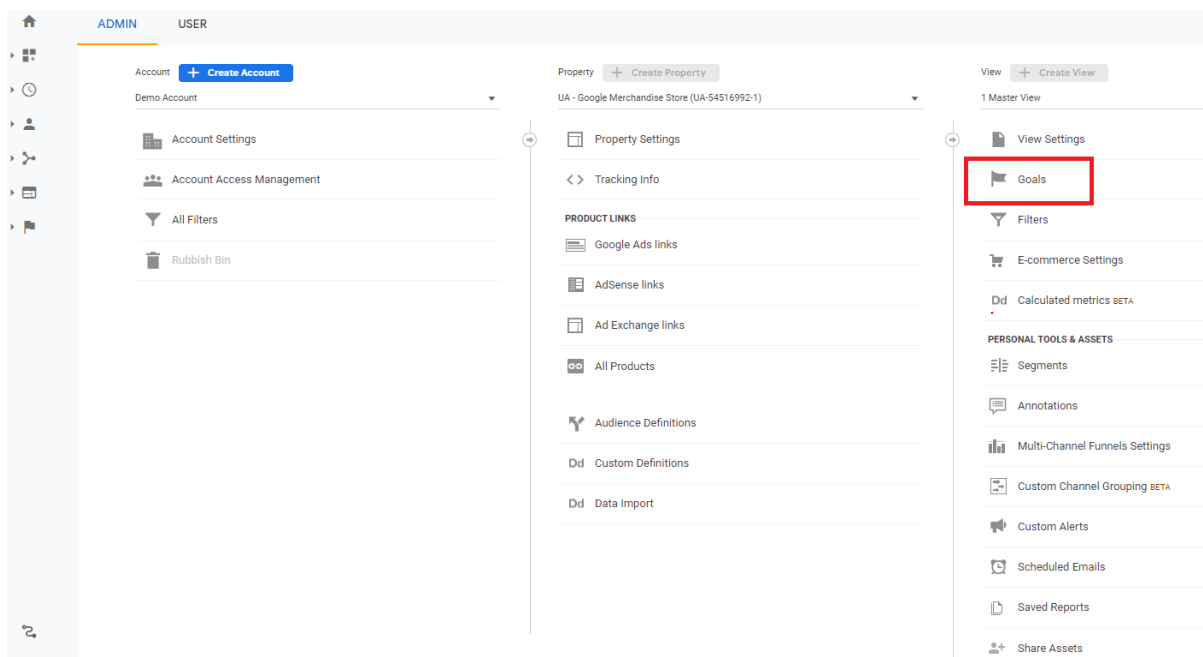 ADMIN USER
Account + Create Account
Demo Account
Account Settings
Account Access Management
All Filters
Rubbish Bin
Property + Create Property
UA - Google Merchandise Store (UA-54516992-1)
Property Settings
<> Tracking Info
PRODUCT LINKS
Google Ads links
AdSense links
Ad Exchange links
All Products
Audience Definitions
Dd Custom Definitions
Dd Data Import
View + Create View
1 Master View
View Settings
Goals
Filters
E-commerce Settings
Dd Calculated metrics BETA
PERSONAL TOOLS & ASSETS
Segments
Annotations
Multi-Channel Funnels Settings
Custom Channel Grouping BETA
Custom Alerts
Scheduled Emails
Saved Reports
Share Assets